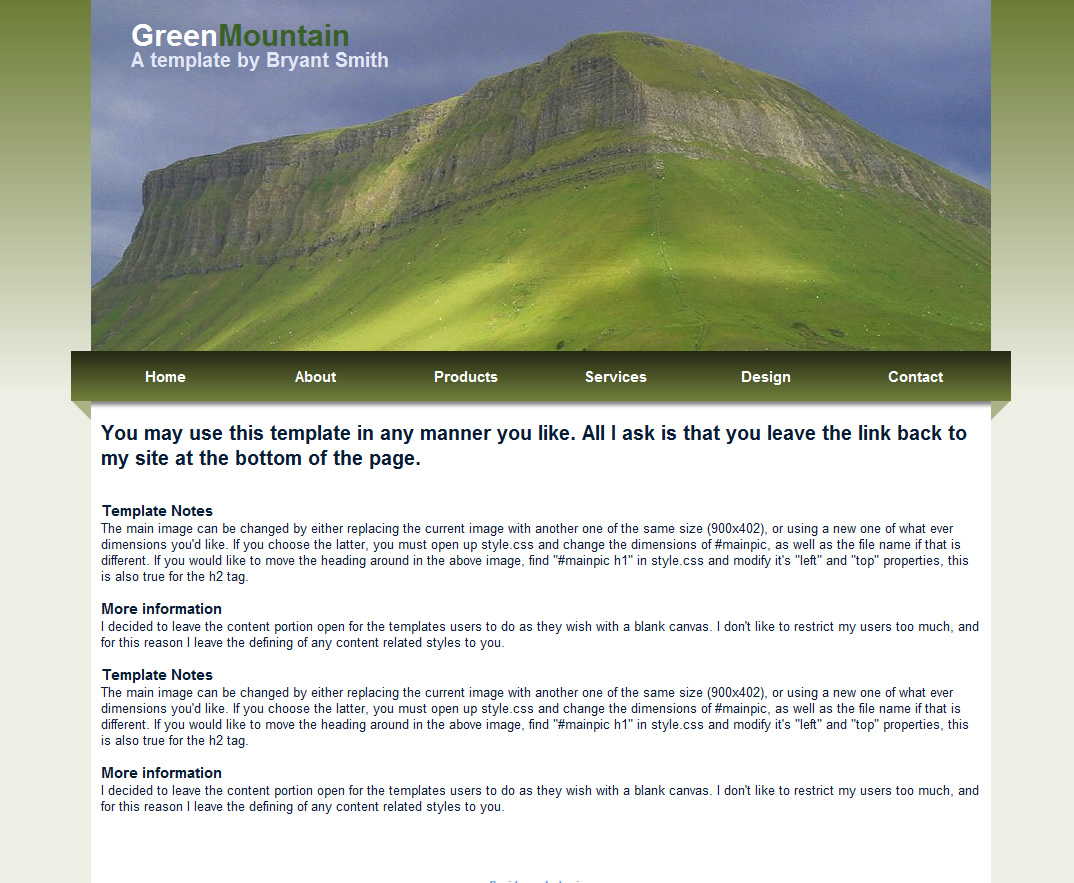 GreenMountain
A template by Bryant Smith
Home About Products Services Design Contact
You may use this template in any manner you like. All I ask is that you leave the link back to
my site at the bottom of the page.
Template Notes
The main image can be changed by either replacing the current image with another one of the same size (900x402), or using a new one of what ever
dimensions you'd like. If you choose the latter, you must open up style.css and change the dimensions of #mainpic, as well as the file name if that is
different. If you would like to move the heading around in the above image, find "#mainpic h1" in style.css and modify it's "left" and "top" properties, this
is also true for the h2 tag.
More information
I decided to leave the content portion open for the templates users to do as they wish with a blank canvas. I don't like to restrict my users too much, and
for this reason I leave the defining of any content related styles to you.
Template Notes
The main image can be changed by either replacing the current image with another one of the same size (900x402), or using a new one of what ever
dimensions you'd like. If you choose the latter, you must open up style.css and change the dimensions of #mainpic, as well as the file name if that is
different. If you would like to move the heading around in the above image, find "#mainpic h1" in style.css and modify it's "left" and "top" properties, this
is also true for the h2 tag.
More information
I decided to leave the content portion open for the templates users to do as they wish with a blank canvas. I don't like to restrict my users too much, and
for this reason I leave the defining of any content related styles to you.